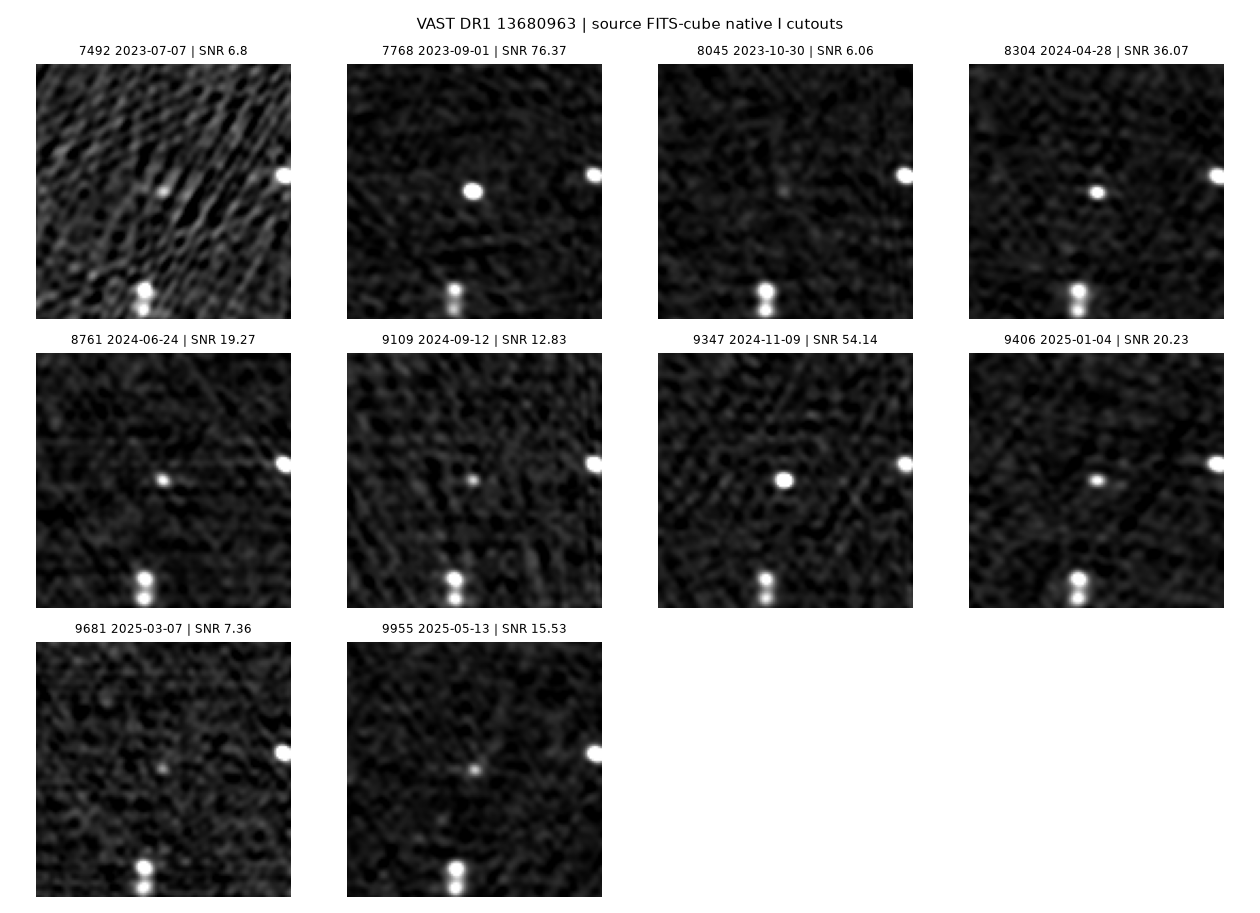 VAST DR1 13680963 | source FITS-cube native I cutouts
7492 2023-07-07 | SNR 6.8
7768 2023-09-01 | SNR 76.37
8045 2023-10-30 | SNR 6.06
8304 2024-04-28 | SNR 36.07
8761 2024-06-24 | SNR 19.27
9109 2024-09-12 | SNR 12.83
9347 2024-11-09 | SNR 54.14
9406 2025-01-04 | SNR 20.23
9681 2025-03-07 | SNR 7.36
9955 2025-05-13 | SNR 15.53